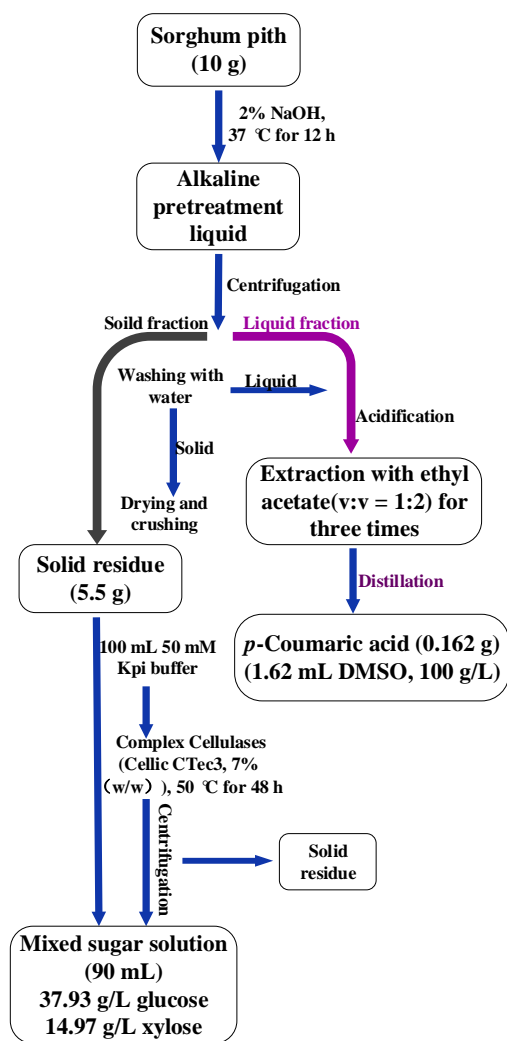 Sorghum pith
(10 g)
2% NaOH,
37 ℃ for 12 h
Alkaline
pretreatment
liquid
Centrifugation
Soild fraction
Liquid fraction
Washing with
water
Liquid
Acidification
Solid
Drying and
crushing
Extraction with ethyl
acetate(v:v = 1:2) for
three times
Solid residue
(5.5 g)
Distillation
p-Coumaric acid (0.162 g)
(1.62 mL DMSO, 100 g/L)
100 mL 50 mM
Kpi buffer
Complex Cellulases
(Cellic CTec3, 7%
（w/w）), 50 ℃ for 48 h
Centrifugation
Solid
residue
Mixed sugar solution
(90 mL)
37.93 g/L glucose
14.97 g/L xylose